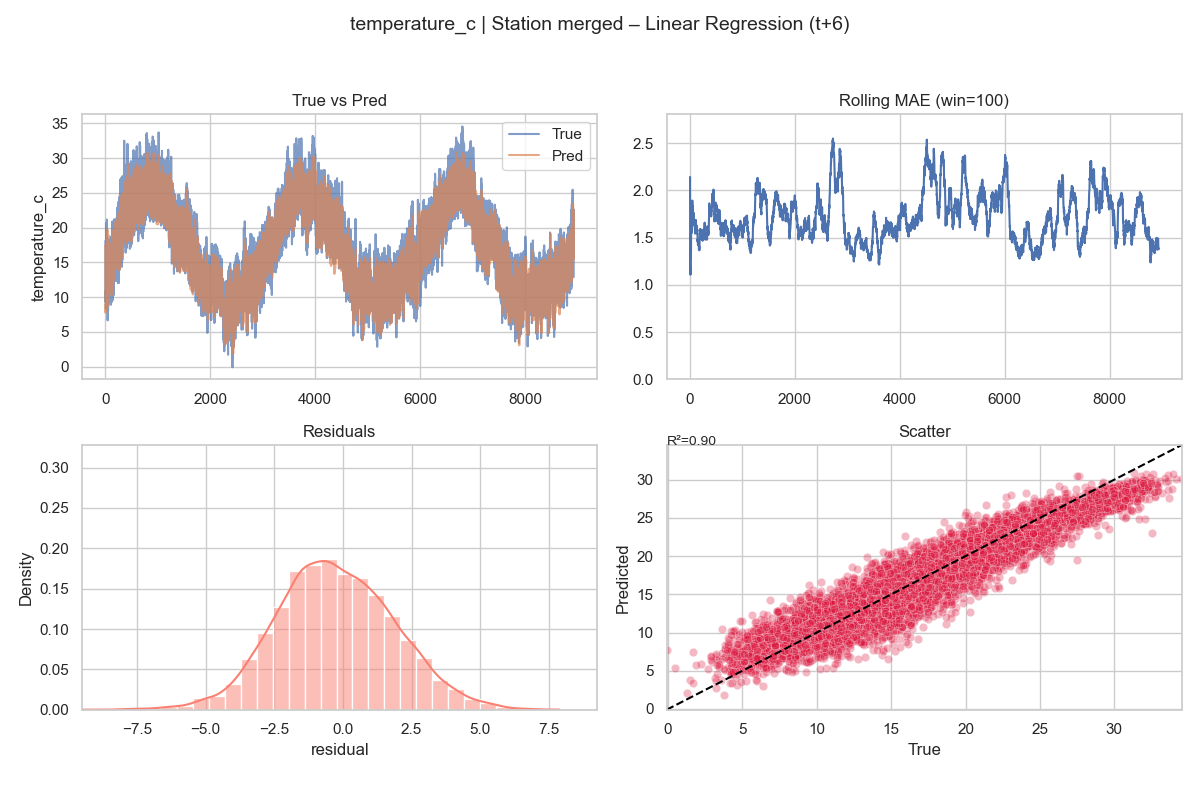 temperature_c | Station merged – Linear Regression (t+6)
True vs Pred
35
30
25
20
15
10
5
0
temperature_c
0 2000 4000 6000 8000
True
Pred
Rolling MAE (win=100)
2.5
2.0
1.5
1.0
0.5
0.0
0 2000 4000 6000 8000
Residuals
0.30
0.25
0.20
0.15
0.10
0.05
0.00
Density
−7.5 −5.0 −2.5 0.0 2.5 5.0 7.5
residual
Scatter
R²=0.90
30
25
20
15
10
5
0
Predicted
0 5 10 15 20 25 30
True